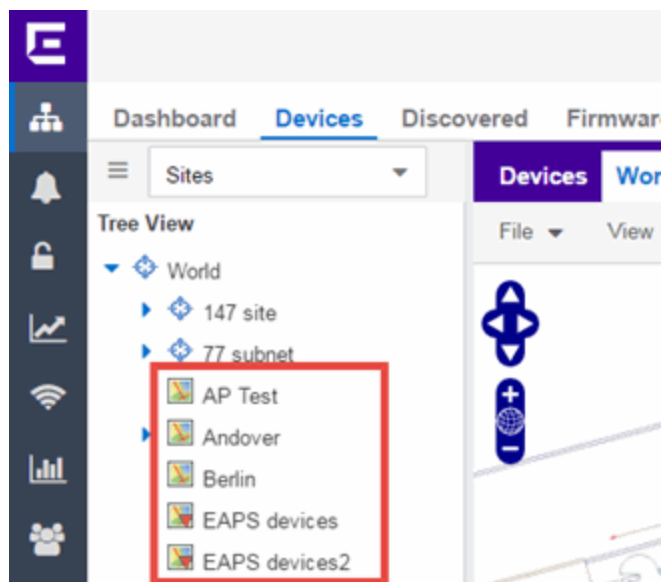 Dashboard Devices Discovered Firmwar
Sites
Devices Wor
Tree View
File View
World
147 site
77 subnet
AP Test
Andover
Berlin
EAPS devices
EAPS devices2